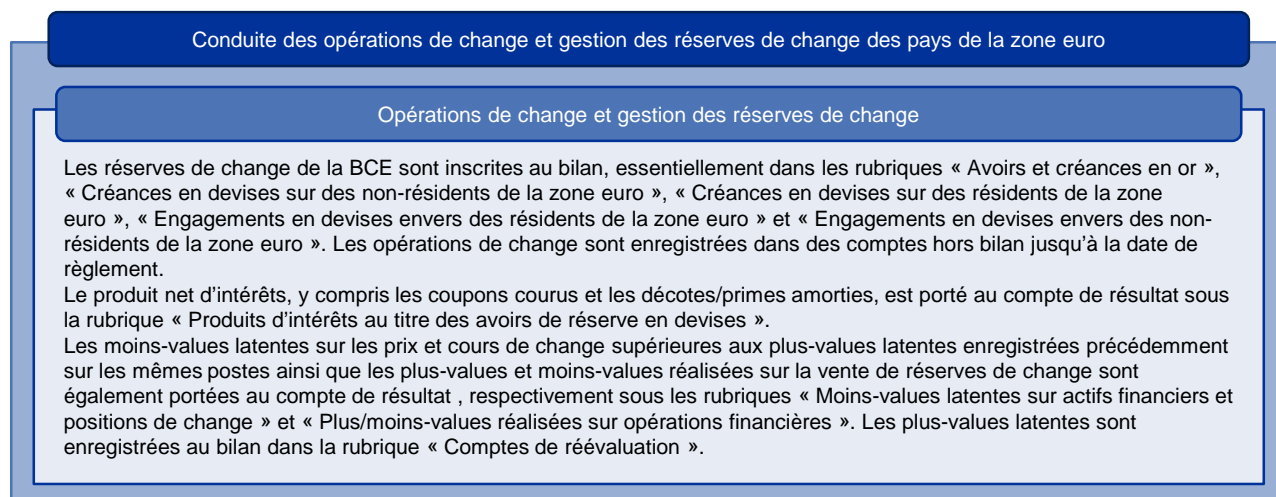 Conduite des opérations de change et gestion des réserves de change des pays de la zone euro
Opérations de change et gestion des réserves de change
Les réserves de change de la BCE sont inscrites au bilan, essentiellement dans les rubriques « Avoirs et créances en or »,
« Créances en devises sur des non-résidents de la zone euro », « Créances en devises sur des résidents de la zone
euro », « Engagements en devises envers des résidents de la zone euro » et « Engagements en devises envers des non-
résidents de la zone euro ». Les opérations de change sont enregistrées dans des comptes hors bilan jusqu’à la date de
règlement.
Le produit net d’intérêts, y compris les coupons courus et les décotes/primes amorties, est porté au compte de résultat sous
la rubrique « Produits d’intérêts au titre des avoirs de réserve en devises ».
Les moins-values latentes sur les prix et cours de change supérieures aux plus-values latentes enregistrées précédemment
sur les mêmes postes ainsi que les plus-values et moins-values réalisées sur la vente de réserves de change sont
également portées au compte de résultat , respectivement sous les rubriques « Moins-values latentes sur actifs financiers et
positions de change » et « Plus/moins-values réalisées sur opérations financières ». Les plus-values latentes sont
enregistrées au bilan dans la rubrique « Comptes de réévaluation ».